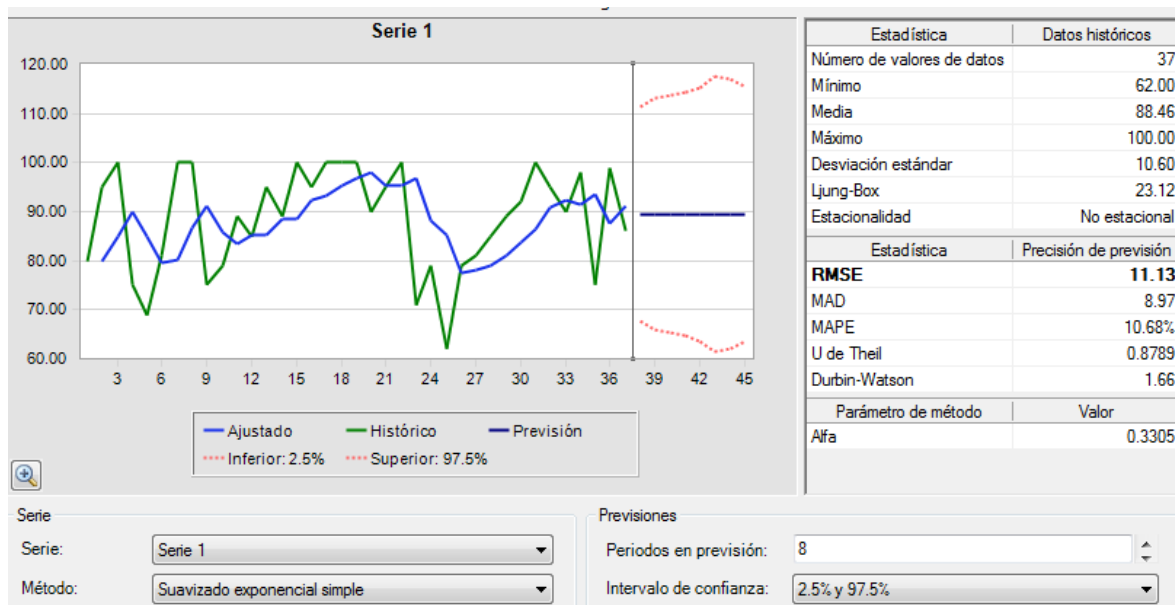 Serie 1
120.00
110.00
100.00
90.00
80.00
70.00
60.00
3 6 9 12 15 18 21 24 27 30 33 36 39 42 45
Ajustado Histórico Previsión
Inferior: 2.5% Superior: 97.5%
Estadística Datos históricos
Número de valores de datos 37
Mínimo 62.00
Media 88.46
Máximo 100.00
Desviación estándar 10.60
Ljung-Box 23.12
Estacionalidad No estacional
Estadística Precisión de previsión
RMSE 11.13
MAD 8.97
MAPE 10.68%
U de Theil 0.8789
Durbin-Watson 1.66
Parámetro de método Valor
Alfa 0.3305
Serie
Serie: Serie 1
Método: Suavizado exponencial simple
Previsiones
Periodos en previsión: 8
Intervalo de confianza: 2.5% y 97.5%